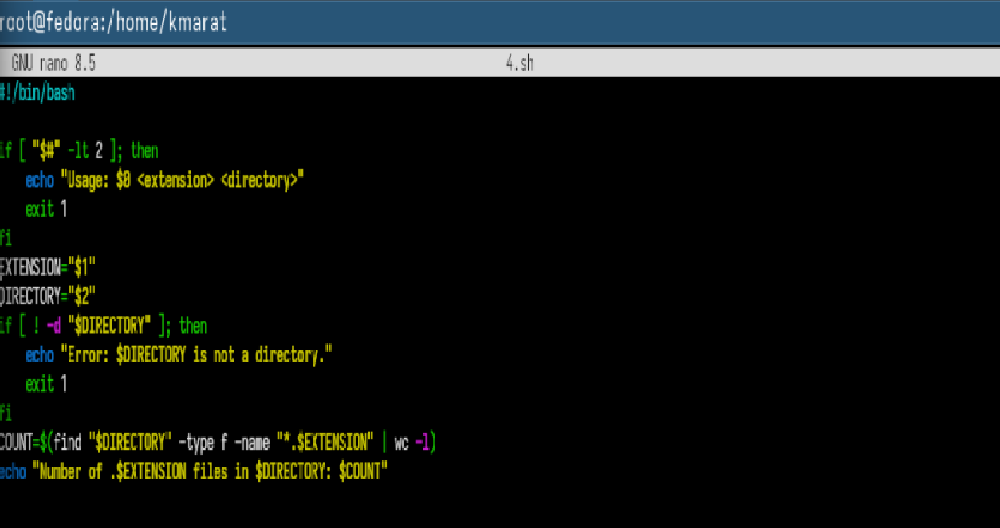 root@fedora:/home/kmarat
GNU nano 8.5 4.sh
#!/bin/bash
if [ "$#" -lt 2 ]; then
echo "Usage: $0 <extension> <directory>"
exit 1
fi
EXTENSION="$1"
DIRECTORY="$2"
if [ ! -d "$DIRECTORY" ]; then
echo "Error: $DIRECTORY is not a directory."
exit 1
fi
COUNT=$(find "$DIRECTORY" -type f -name "*.$EXTENSION" | wc -l)
echo "Number of .$EXTENSION files in $DIRECTORY: $COUNT"